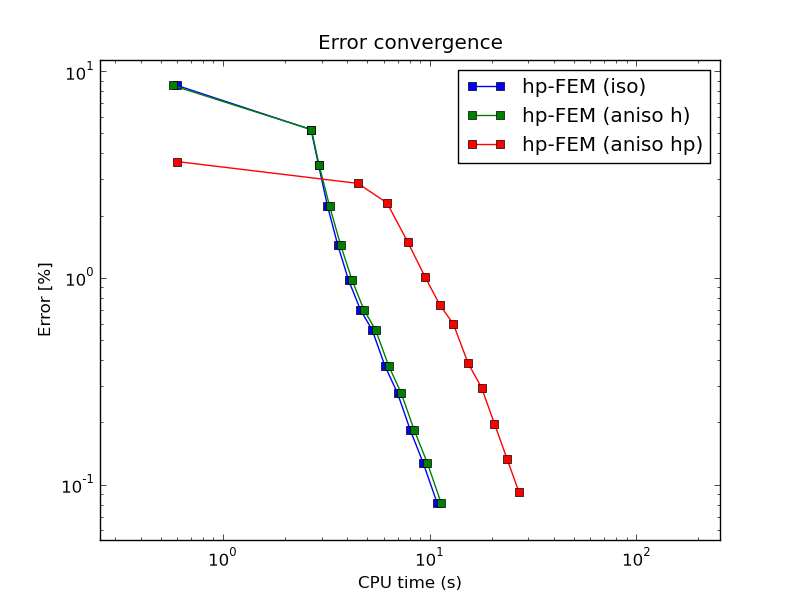 Error convergence
hp-FEM (iso)
hp-FEM (aniso h)
hp-FEM (aniso hp)
Error [%]
10^1
10^0
10^-1
10^0 10^1 10^2
CPU time (s)